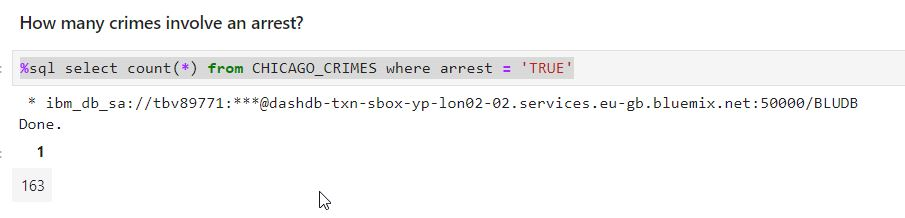 How many crimes involve an arrest?
%sql select count(*) from CHICAGO_CRIMES where arrest = 'TRUE'
* ibm_db_sa://tbv89771:***@dashdb-txn-sbox-yp-lon02-02.services.eu-gb.bluemix.net:50000/BLUDB
Done.
1
163